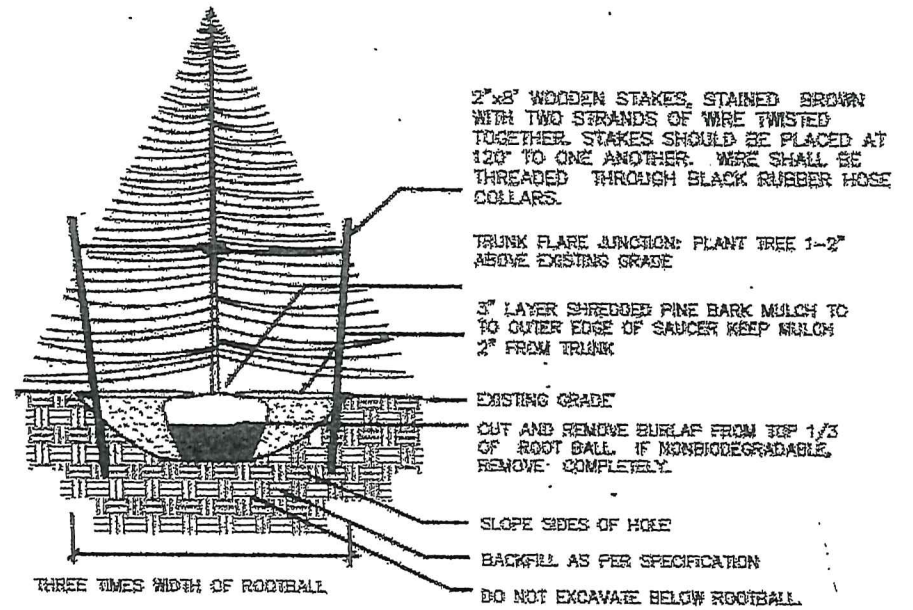 2"x8' WOODEN STAKES, STAINED BROWN
WITH TWO STRANDS OF WIRE TWISTED
TOGETHER. STAKES SHOULD BE PLACED AT
120° TO ONE ANOTHER. WIRE SHALL BE
THREADED THROUGH BLACK RUBBER HOSE
COLLARS.
TRUNK FLARE JUNCTION: PLANT TREE 1-2"
ABOVE EXISTING GRADE
3" LAYER SHREDDED PINE BARK MULCH TO
TO OUTER EDGE OF SAUCER KEEP MULCH
2" FROM TRUNK
EXISTING GRADE
CUT AND REMOVE BURLAP FROM TOP 1/3
OF ROOT BALL. IF NONBIODEGRADABLE,
REMOVE COMPLETELY.
SLOPE SIDES OF HOLE
BACKFILL AS PER SPECIFICATION
DO NOT EXCAVATE BELOW ROOTBALL
THREE TIMES WIDTH OF ROOTBALL